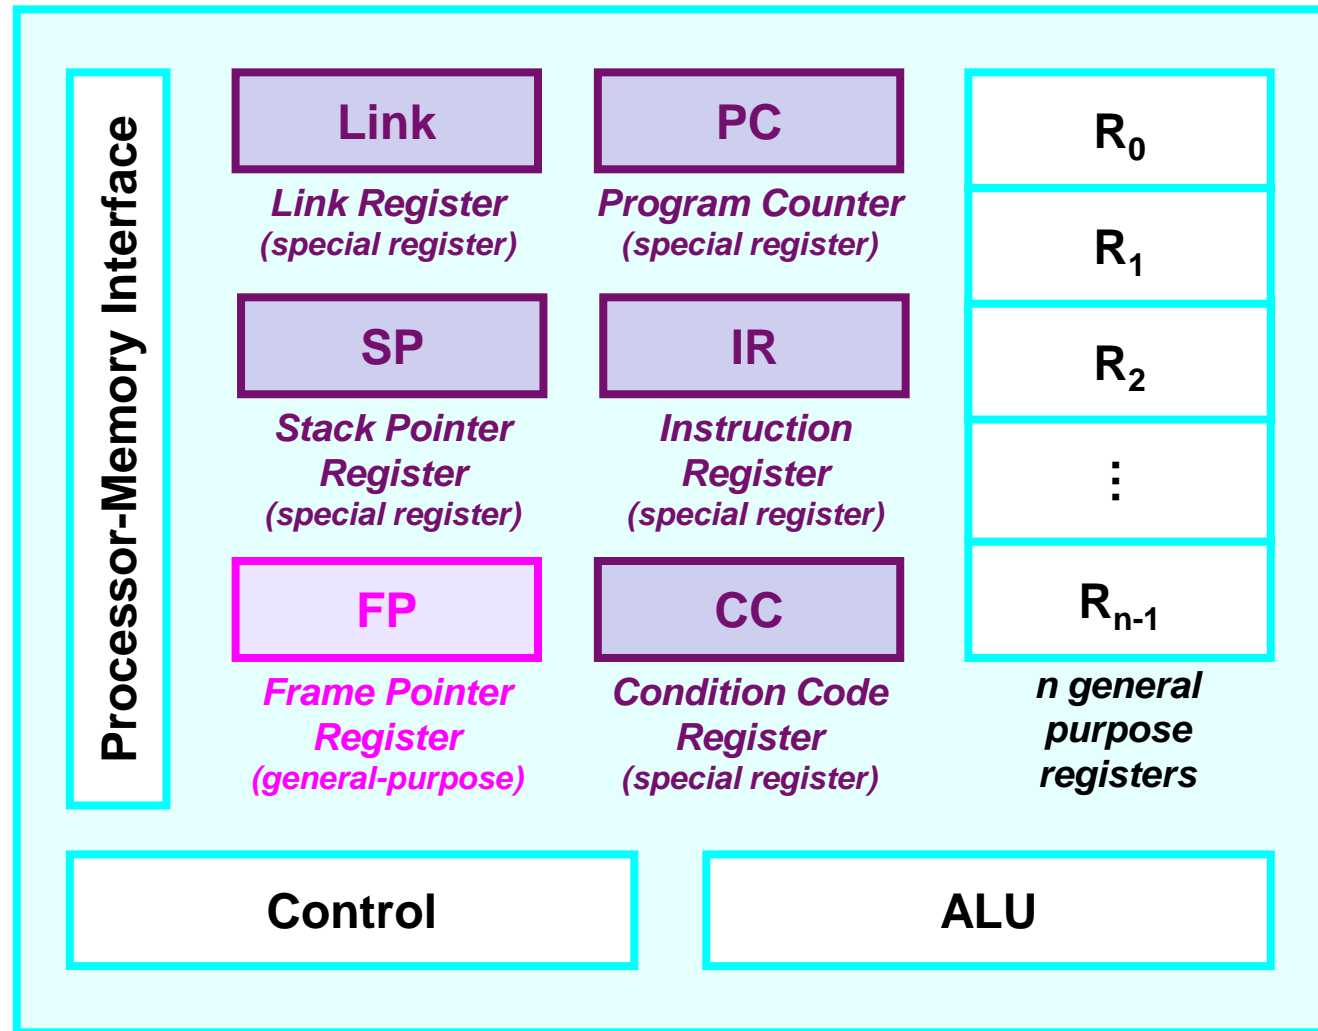 Processor-Memory Interface
Link
Link Register
(special register)
PC
Program Counter
(special register)
SP
Stack Pointer
Register
(special register)
IR
Instruction
Register
(special register)
FP
Frame Pointer
Register
(general-purpose)
CC
Condition Code
Register
(special register)
R0
R1
R2
⋮
Rn-1
n general
purpose
registers
Control
ALU